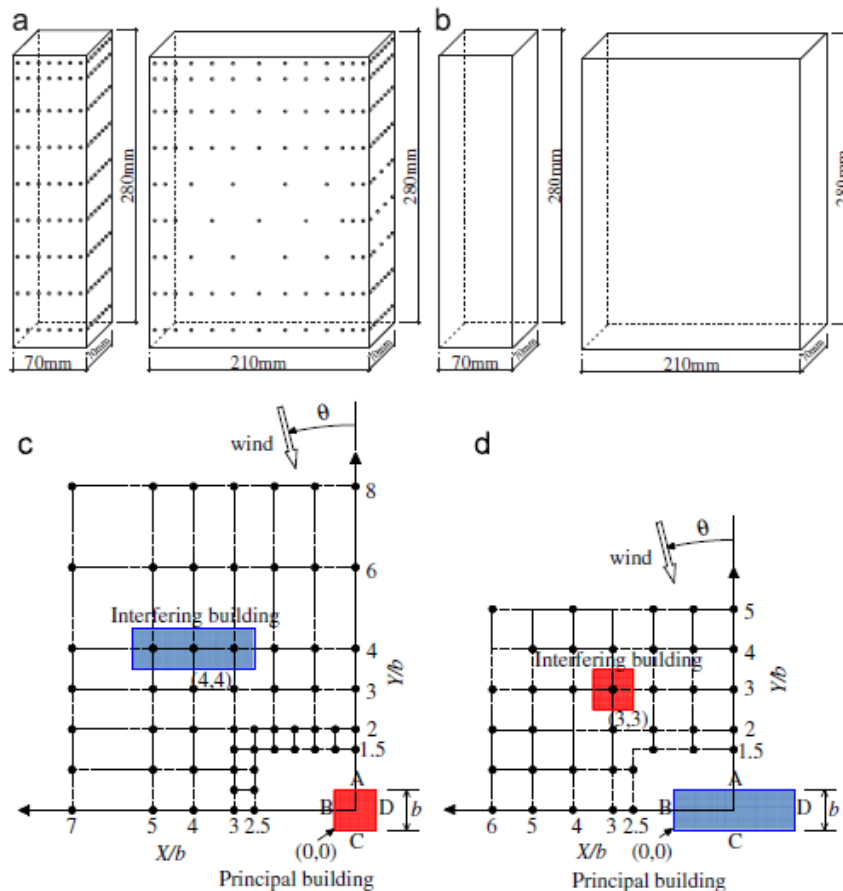 a
b
280mm
280mm
280mm
280mm
70mm
70mm
210mm
70mm
70mm
70mm
210mm
70mm
c
θ
wind
8
6
Interfering building
4
(4,4)
3
Y/b
2
1.5
A
B
D
b
C
7
5
4
3
2.5
X/b
(0,0)
Principal building
d
θ
wind
5
4
Interfering building
3
(3,3)
Y/b
2
1.5
A
B
D
b
C
6
5
4
3
2.5
X/b
(0,0)
Principal building